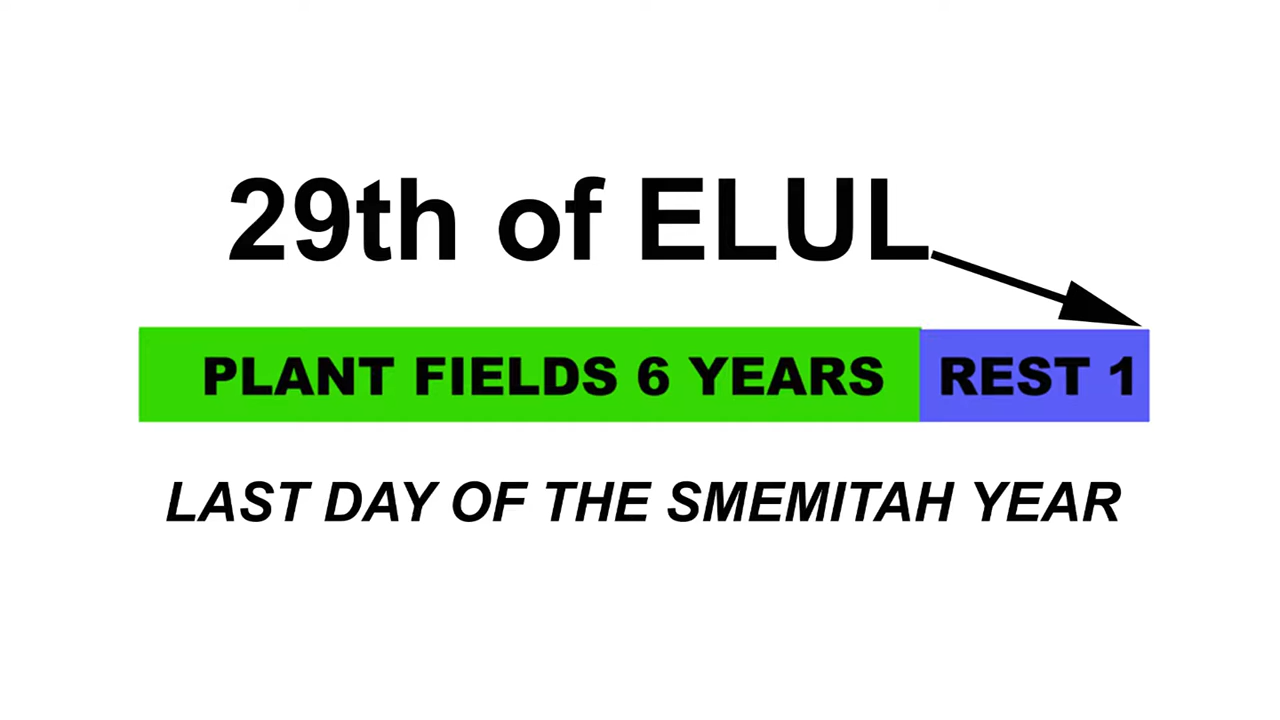 29th of ELUL
PLANT FIELDS 6 YEARS REST 1
LAST DAY OF THE SMEMITAH YEAR